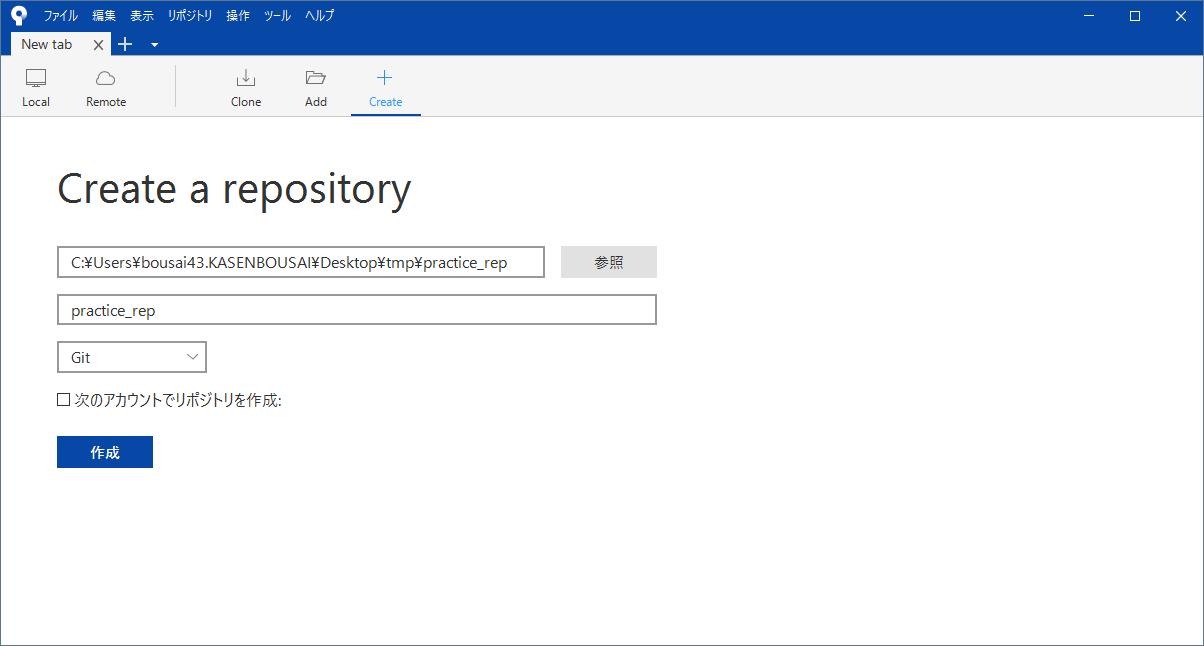 ファイル 編集 表示 リポジトリ 操作 ツール ヘルプ
New tab
Local Remote Clone Add Create
Create a repository
C:¥Users¥bousai43.KASENBOUSAI¥Desktop¥tmp¥practice_rep 参照
practice_rep
Git
次のアカウントでリポジトリを作成:
作成